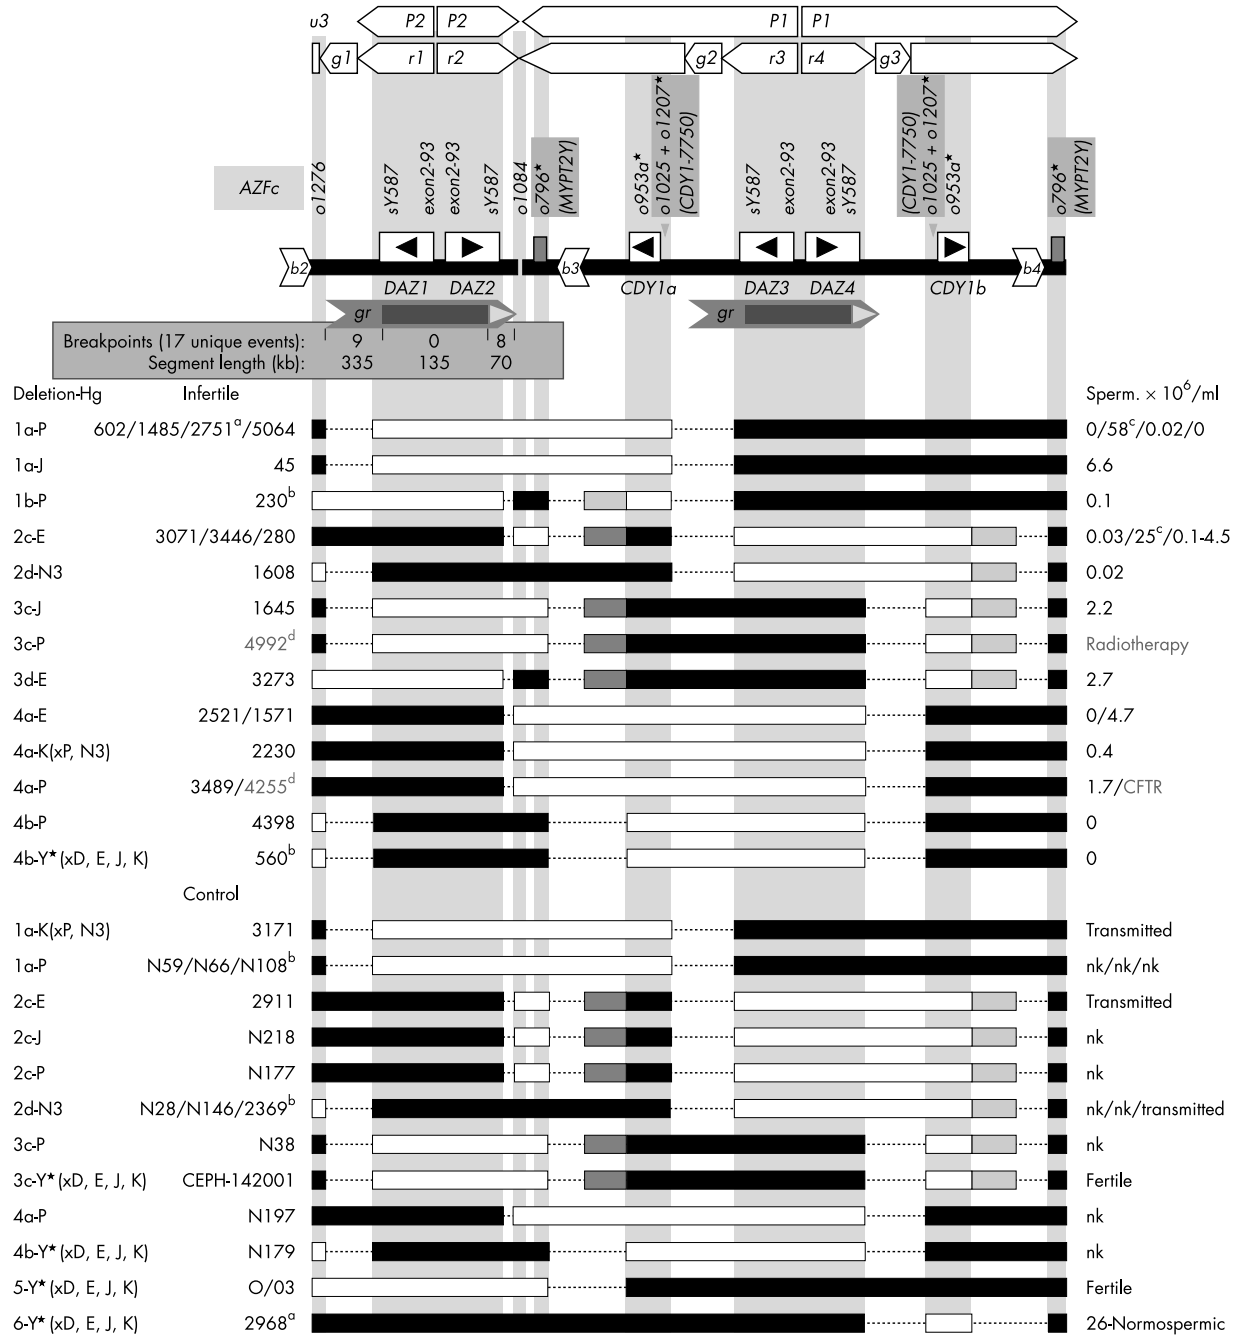 u3 P2 P2 P1 P1
g1 r1 r2 g2 r3 r4 g3
AZFc
o1276
sY587
exon2-93
exon2-93
sY587
o1084
o796★
(MYPT2Y)
o953a★
o1025 + o1207★
(CDY1-7750)
sY587
exon2-93
exon2-93
sY587
(CDY1-7750)
o1025 + o1207★
o953a★
o796★
(MYPT2Y)
b2 b3 b4
DAZ1 DAZ2 CDY1a DAZ3 DAZ4 CDY1b
gr gr
Breakpoints (17 unique events): 9 0 8
Segment length (kb): 335 135 70
Deletion-Hg Infertile Sperm. × 10⁶/ml
1a-P 602/1485/2751ᵃ/5064 0/58ᶜ/0.02/0
1a-J 45 6.6
1b-P 230ᵇ 0.1
2c-E 3071/3446/280 0.03/25ᶜ/0.1-4.5
2d-N3 1608 0.02
3c-J 1645 2.2
3c-P 4992ᵈ Radiotherapy
3d-E 3273 2.7
4a-E 2521/1571 0/4.7
4a-K(xP, N3) 2230 0.4
4a-P 3489/4255ᵈ 1.7/CFTR
4b-P 4398 0
4b-Y★(xD, E, J, K) 560ᵇ 0
Control
1a-K(xP, N3) 3171 Transmitted
1a-P N59/N66/N108ᵇ nk/nk/nk
2c-E 2911 Transmitted
2c-J N218 nk
2c-P N177 nk
2d-N3 N28/N146/2369ᵇ nk/nk/transmitted
3c-P N38 nk
3c-Y★(xD, E, J, K) CEPH-142001 Fertile
4a-P N197 nk
4b-Y★(xD, E, J, K) N179 nk
5-Y★(xD, E, J, K) O/03 Fertile
6-Y★(xD, E, J, K) 2968ᵃ 26-Normospermic